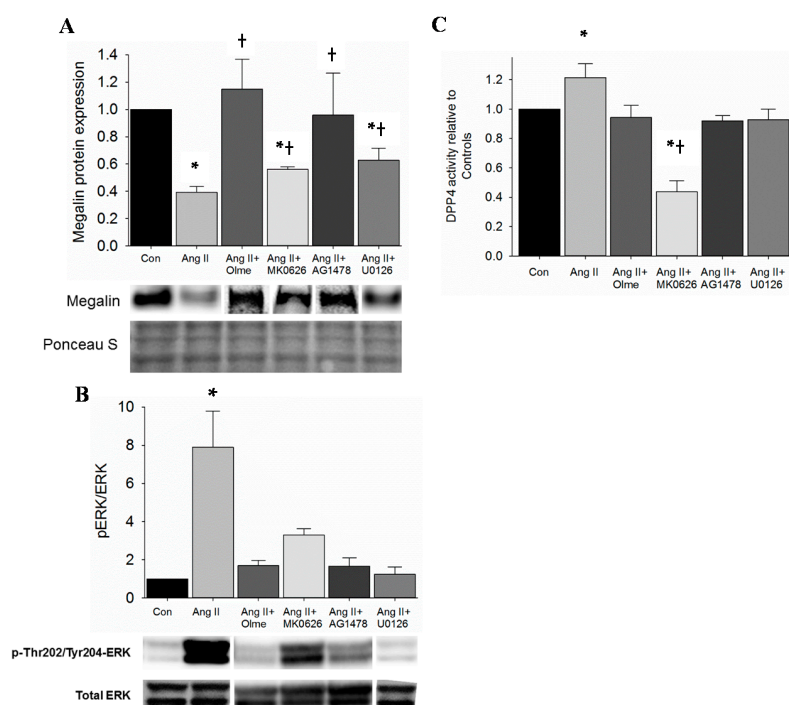 A
Megalin protein expression
1.4
1.2
1.0
0.8
0.6
0.4
0.2
0.0
*
†
*†
†
*†
Con
Ang II
Ang II+
Olme
Ang II+
MK0626
Ang II+
AG1478
Ang II+
U0126
Megalin
Ponceau S
B
pERK/ERK
10
8
6
4
2
0
*
Con
Ang II
Ang II+
Olme
Ang II+
MK0626
Ang II+
AG1478
Ang II+
U0126
p-Thr202/Tyr204-ERK
Total ERK
C
DPP4 activity relative to
Controls
1.2
1.0
0.8
0.6
0.4
0.2
0.0
*
*†
Con
Ang II
Ang II+
Olme
Ang II+
MK0626
Ang II+
AG1478
Ang II+
U0126